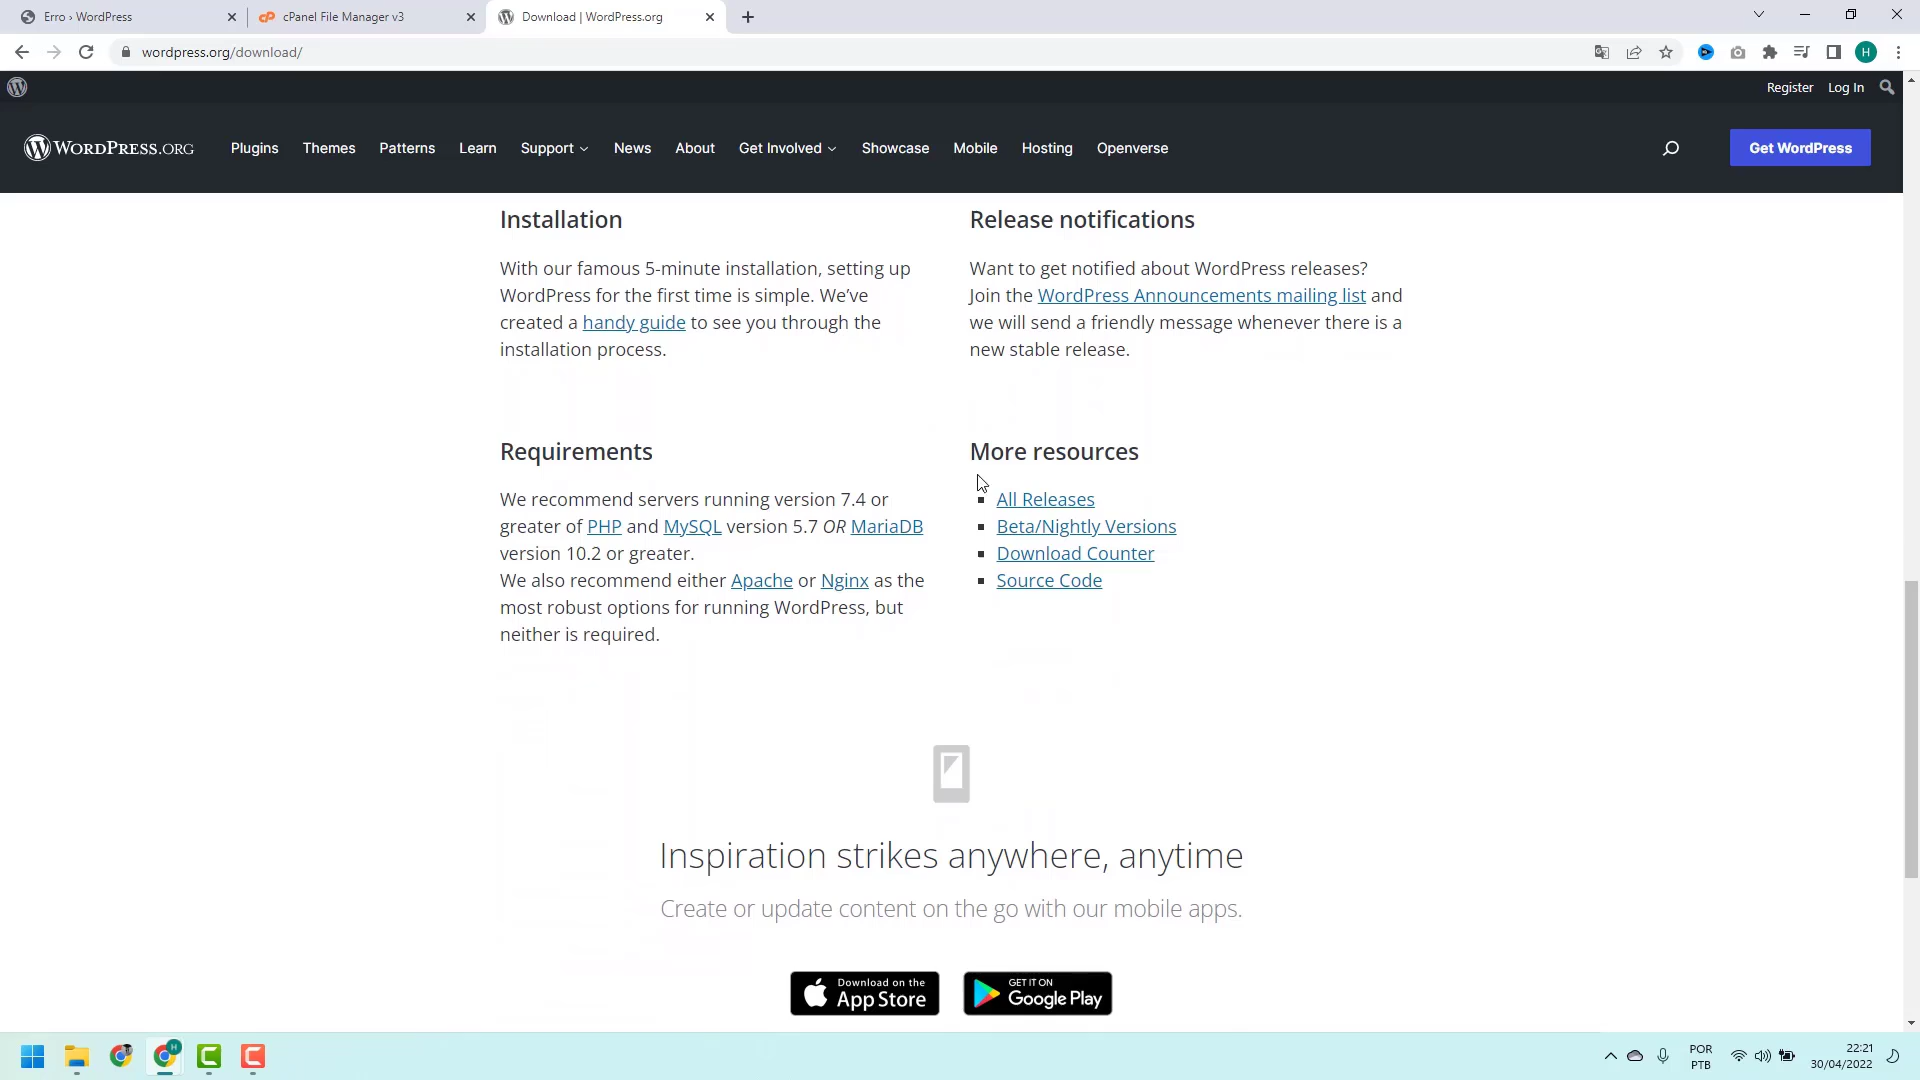 Erro › WordPress
cPanel File Manager v3
Download | WordPress.org
wordpress.org/download/
H
Register
Log In
WORDPRESS.ORG
Plugins
Themes
Patterns
Learn
Support
News
About
Get Involved
Showcase
Mobile
Hosting
Openverse
Get WordPress
Installation
With our famous 5-minute installation, setting up
WordPress for the first time is simple. We’ve
created a handy guide to see you through the
installation process.
Release notifications
Want to get notified about WordPress releases?
Join the WordPress Announcements mailing list and
we will send a friendly message whenever there is a
new stable release.
Requirements
We recommend servers running version 7.4 or
greater of PHP and MySQL version 5.7 OR MariaDB
version 10.2 or greater.
We also recommend either Apache or Nginx as the
most robust options for running WordPress, but
neither is required.
More resources
All Releases
Beta/Nightly Versions
Download Counter
Source Code
Inspiration strikes anywhere, anytime
Create or update content on the go with our mobile apps.
Download on the
App Store
GET IT ON
Google Play
H
POR
PTB
22:21
30/04/2022